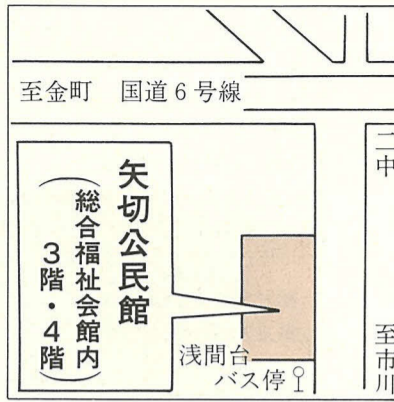 至金町 国道6号線
二中
矢切公民館
（総合福祉会館内）
3階・4階
浅間台
バス停
至市川